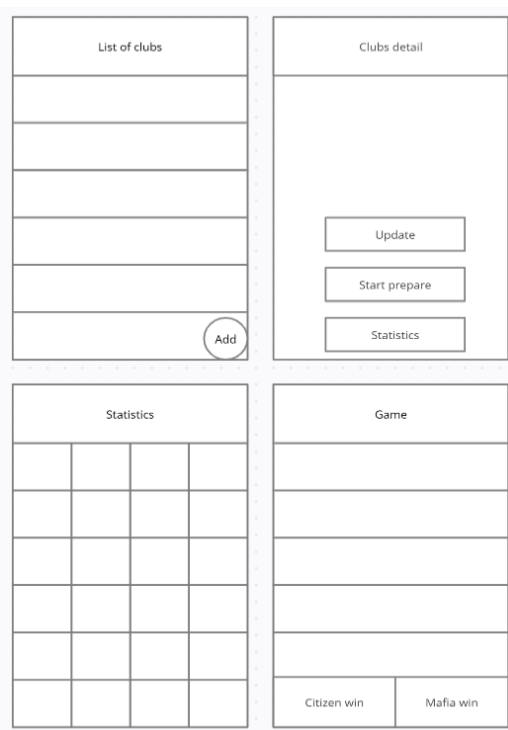 List of clubs
Add
Clubs detail
Update
Start prepare
Statistics
Statistics
Game
Citizen win
Mafia win